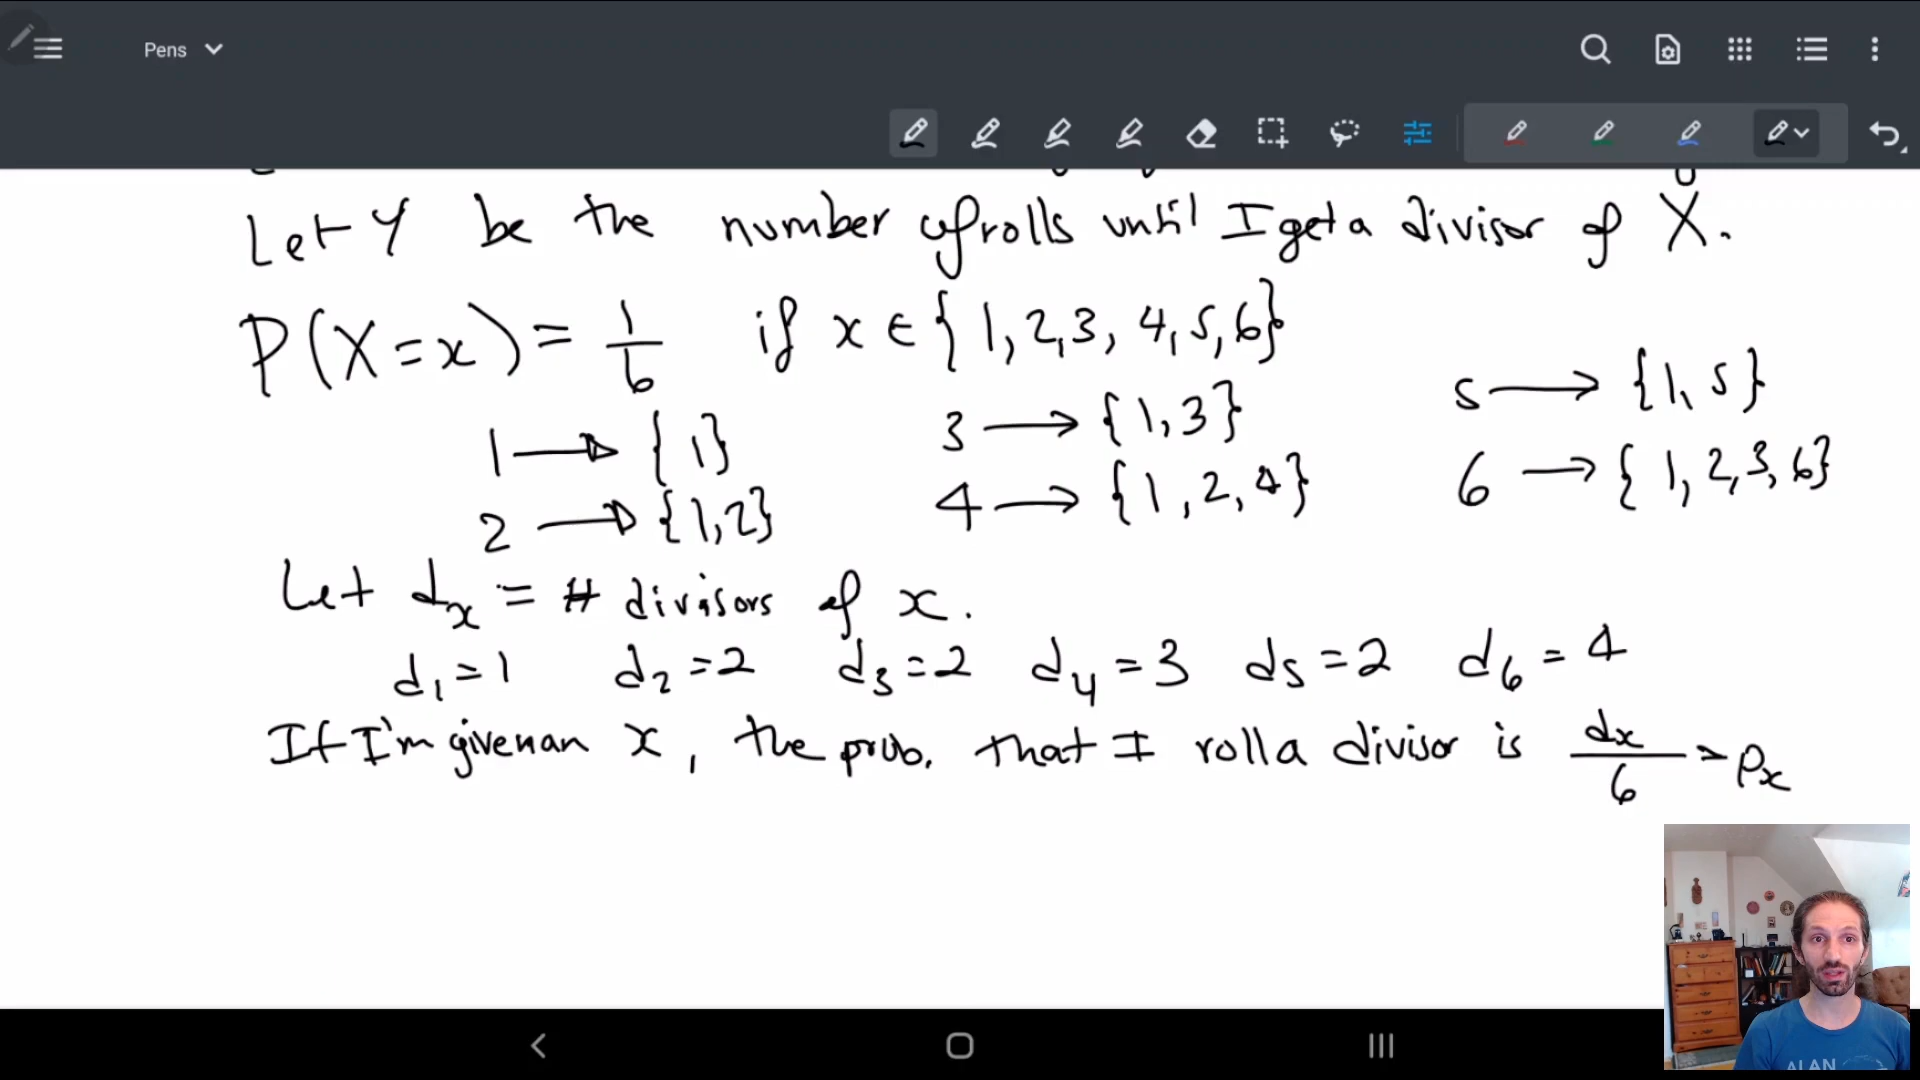 Pens
Let Y be the number of rolls until I get a divisor of X.
P(X=x) = 1/6 if x ∈ {1,2,3,4,5,6}
1 → {1}
2 → {1,2}
3 → {1,3}
4 → {1,2,4}
5 → {1,5}
6 → {1,2,3,6}
Let dₓ = # divisors of x.
d₁=1 d₂=2 d₃=2 d₄=3 d₅=2 d₆=4
If I'm given an x, the prob. that I roll a divisor is dₓ/6 = pₓ
ALAN